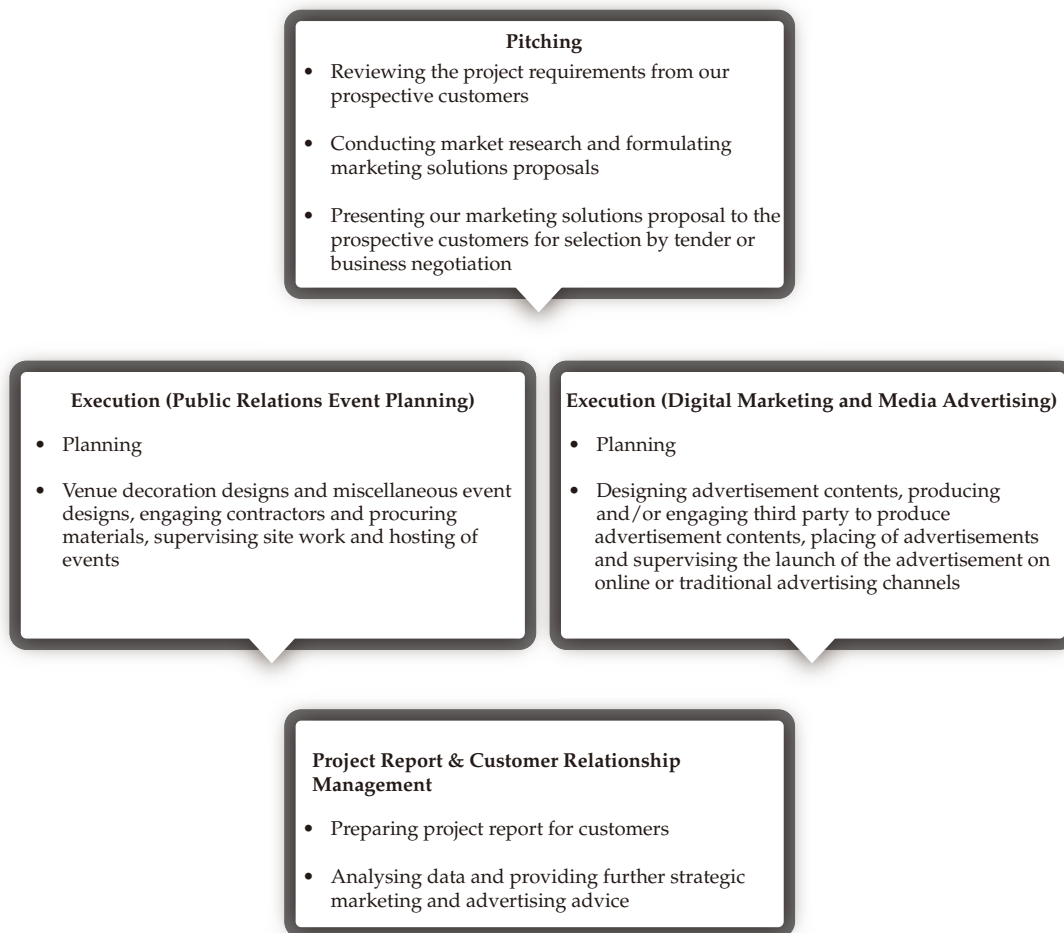 Pitching
• Reviewing the project requirements from our
prospective customers
• Conducting market research and formulating
marketing solutions proposals
• Presenting our marketing solutions proposal to the
prospective customers for selection by tender or
business negotiation
Execution (Public Relations Event Planning)
• Planning
• Venue decoration designs and miscellaneous event
designs, engaging contractors and procuring
materials, supervising site work and hosting of
events
Execution (Digital Marketing and Media Advertising)
• Planning
• Designing advertisement contents, producing
and/or engaging third party to produce
advertisement contents, placing of advertisements
and supervising the launch of the advertisement on
online or traditional advertising channels
Project Report & Customer Relationship
Management
• Preparing project report for customers
• Analysing data and providing further strategic
marketing and advertising advice